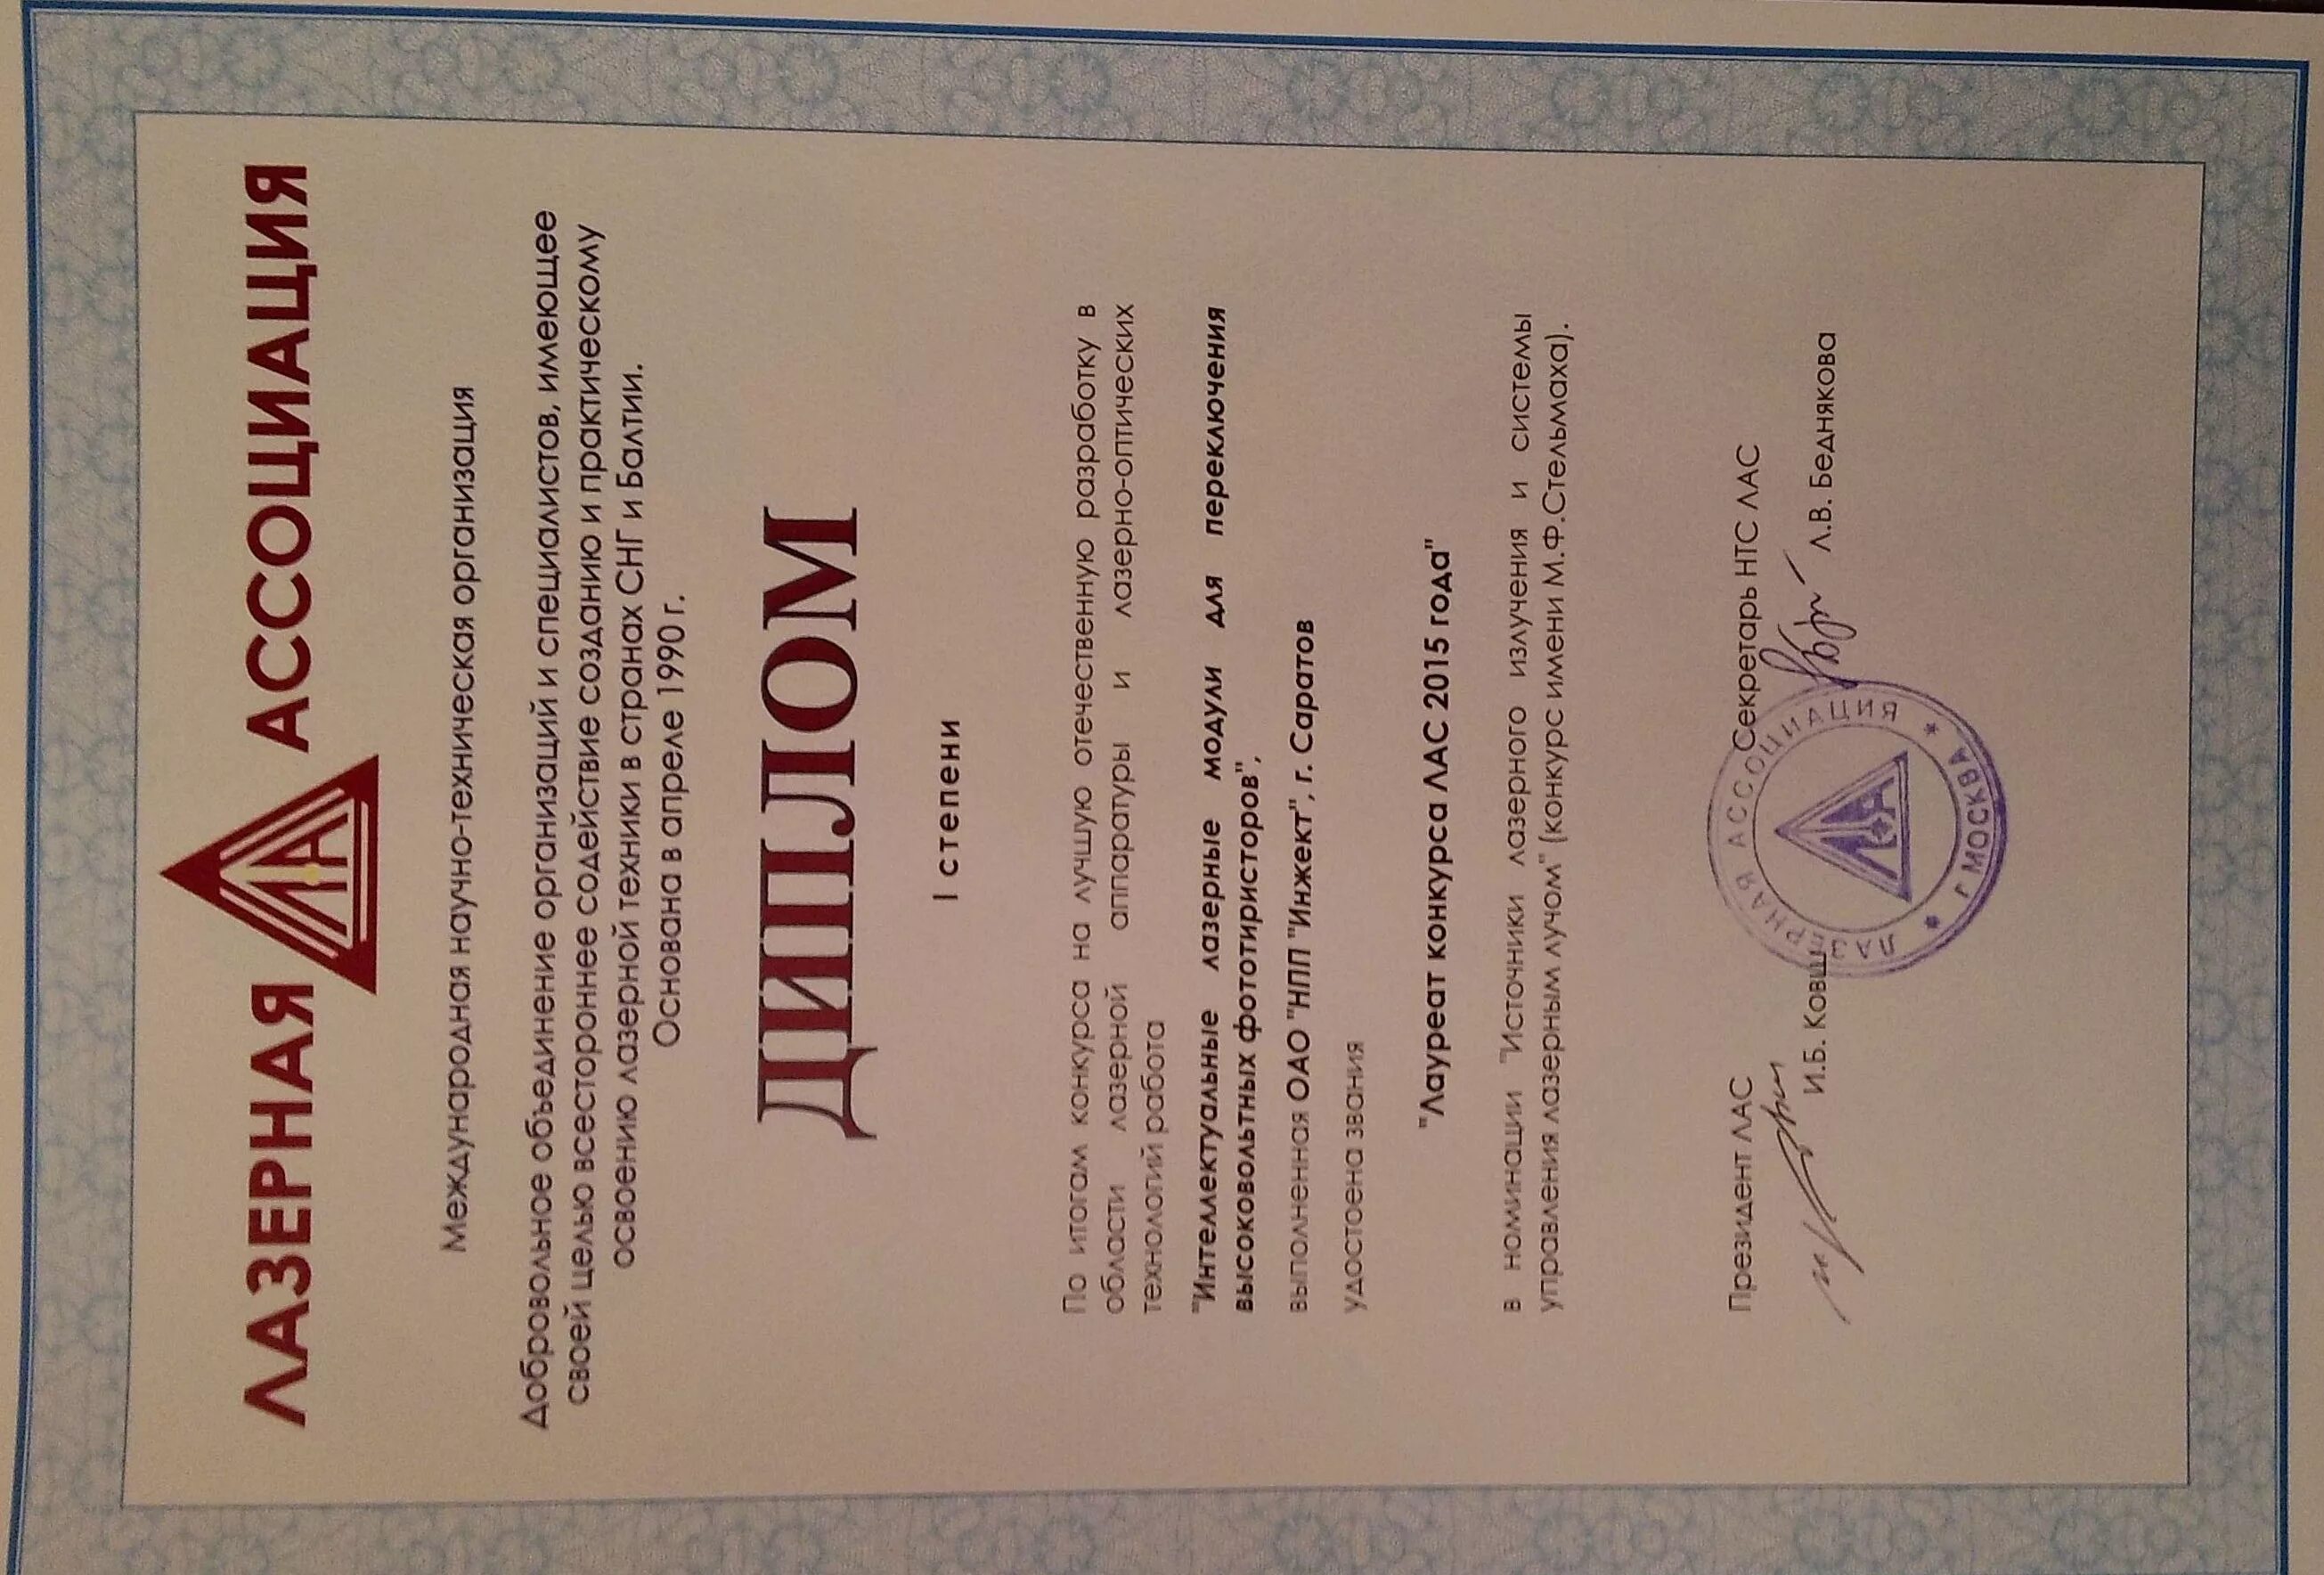 ЛАЗЕРНАЯ ЛА АССОЦИАЦИЯ
Международная научно-техническая организация
Добровольное объединение организаций и специалистов, имеющее
своей целью всестороннее содействие созданию и практическому
освоению лазерной техники в странах СНГ и Балтии.
Основана в апреле 1990 г.
ДИПЛОМ
I степени
По итогам конкурса на лучшую отечественную разработку в
области лазерной аппаратуры и лазерно-оптических
технологий работа
"Интеллектуальные лазерные модули для переключения
высоковольтных фототиристоров",
выполненная ОАО "НПП "Инжект", г. Саратов
удостоена звания
"Лауреат конкурса ЛАС 2015 года"
в номинации "Источники лазерного излучения и системы
управления лазерным лучом" (конкурс имени М.Ф.Стельмаха).
Президент ЛАС Секретарь НТС ЛАС
И.Б. Ковш Л.В. Беднякова
ЛАЗЕРНАЯ АССОЦИАЦИЯ
* г МОСКВА *